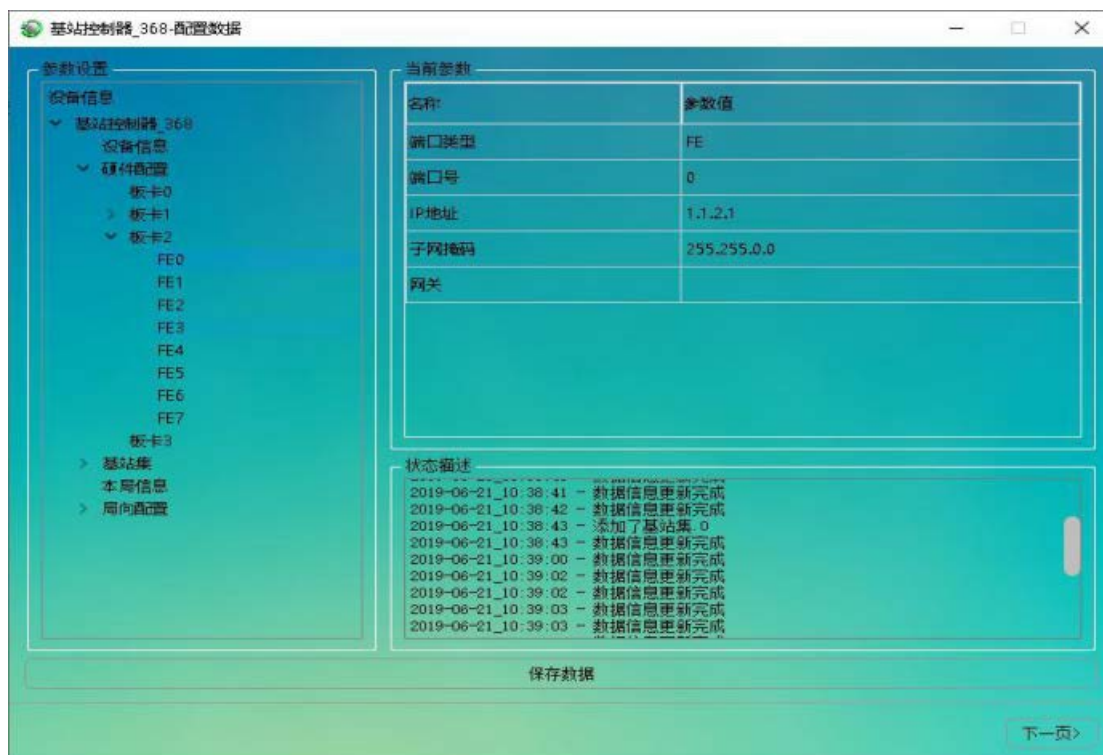 基站控制器_368-配置数据
参数设置
设备信息
基站控制器_368
设备信息
硬件配置
板卡0
板卡1
板卡2
FE0
FE1
FE2
FE3
FE4
FE5
FE6
FE7
板卡3
基站集
本局信息
局向配置
当前参数
名称 参数值
端口类型 FE
端口号 0
IP地址 1.1.2.1
子网掩码 255.255.0.0
网关
状态描述
2019-06-21_10:38:41 - 数据信息更新完成
2019-06-21_10:38:42 - 数据信息更新完成
2019-06-21_10:38:43 - 添加了基站集.0
2019-06-21_10:38:43 - 数据信息更新完成
2019-06-21_10:39:00 - 数据信息更新完成
2019-06-21_10:39:02 - 数据信息更新完成
2019-06-21_10:39:02 - 数据信息更新完成
2019-06-21_10:39:03 - 数据信息更新完成
2019-06-21_10:39:03 - 数据信息更新完成
保存数据
下一页>